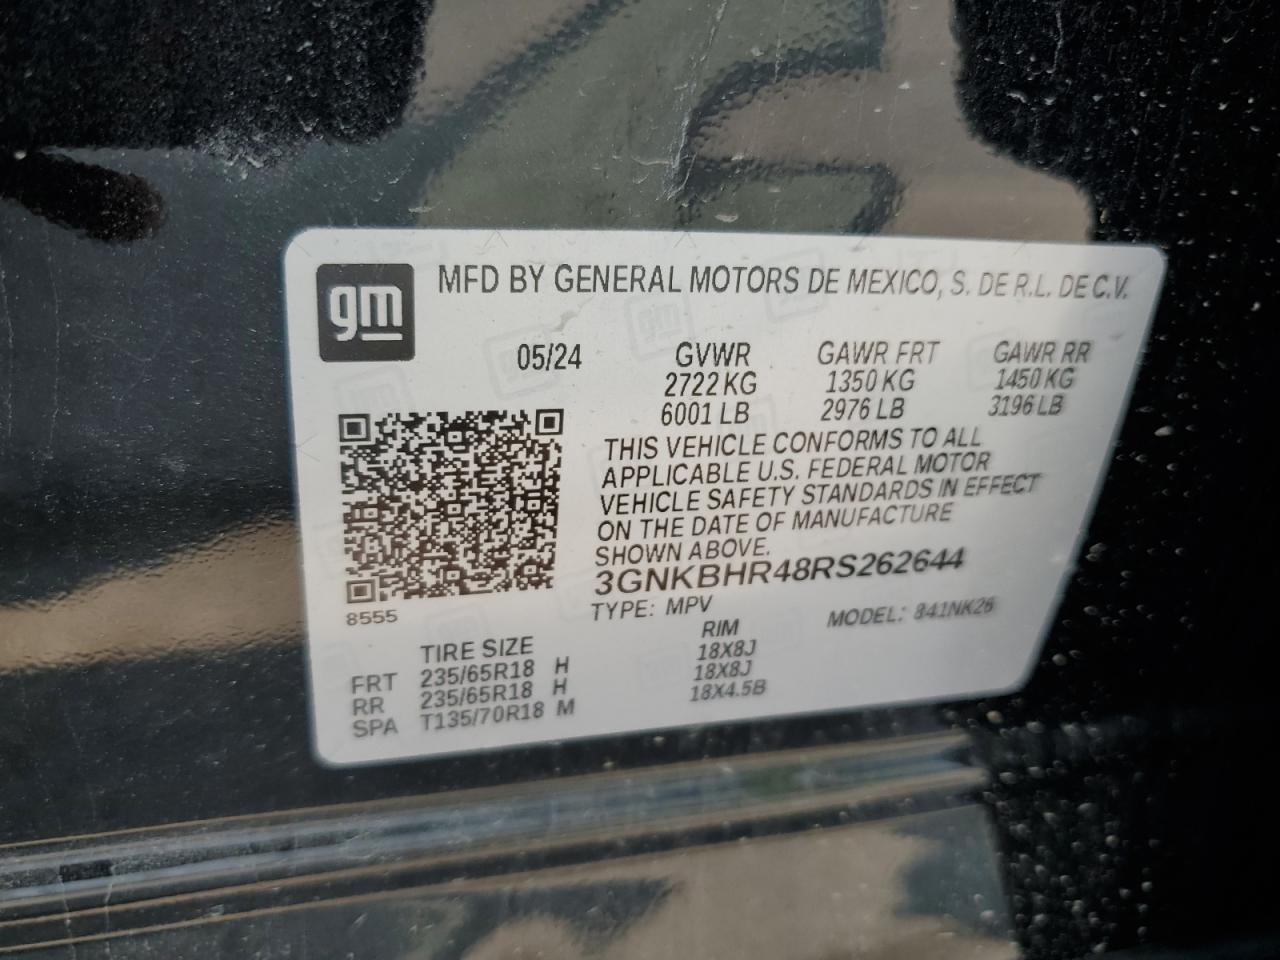 gm
MFD BY GENERAL MOTORS DE MEXICO, S. DE R.L. DE C.V.
05/24 GVWR GAWR FRT GAWR RR
2722 KG 1350 KG 1450 KG
6001 LB 2976 LB 3196 LB
THIS VEHICLE CONFORMS TO ALL
APPLICABLE U.S. FEDERAL MOTOR
VEHICLE SAFETY STANDARDS IN EFFECT
ON THE DATE OF MANUFACTURE
SHOWN ABOVE.
3GNKBHR48RS262644
8555 TYPE: MPV MODEL: 841NK26
TIRE SIZE RIM
FRT 235/65R18 H 18X8J
RR 235/65R18 H 18X8J
SPA T135/70R18 M 18X4.5B